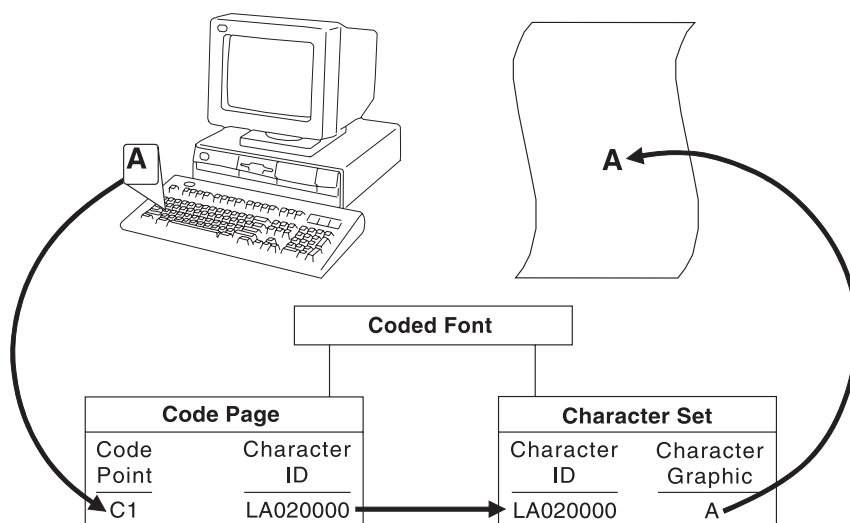 A
A
Coded Font
Code Page
Code Character
Point ID
C1 LA020000
Character Set
Character Character
ID Graphic
LA020000 A